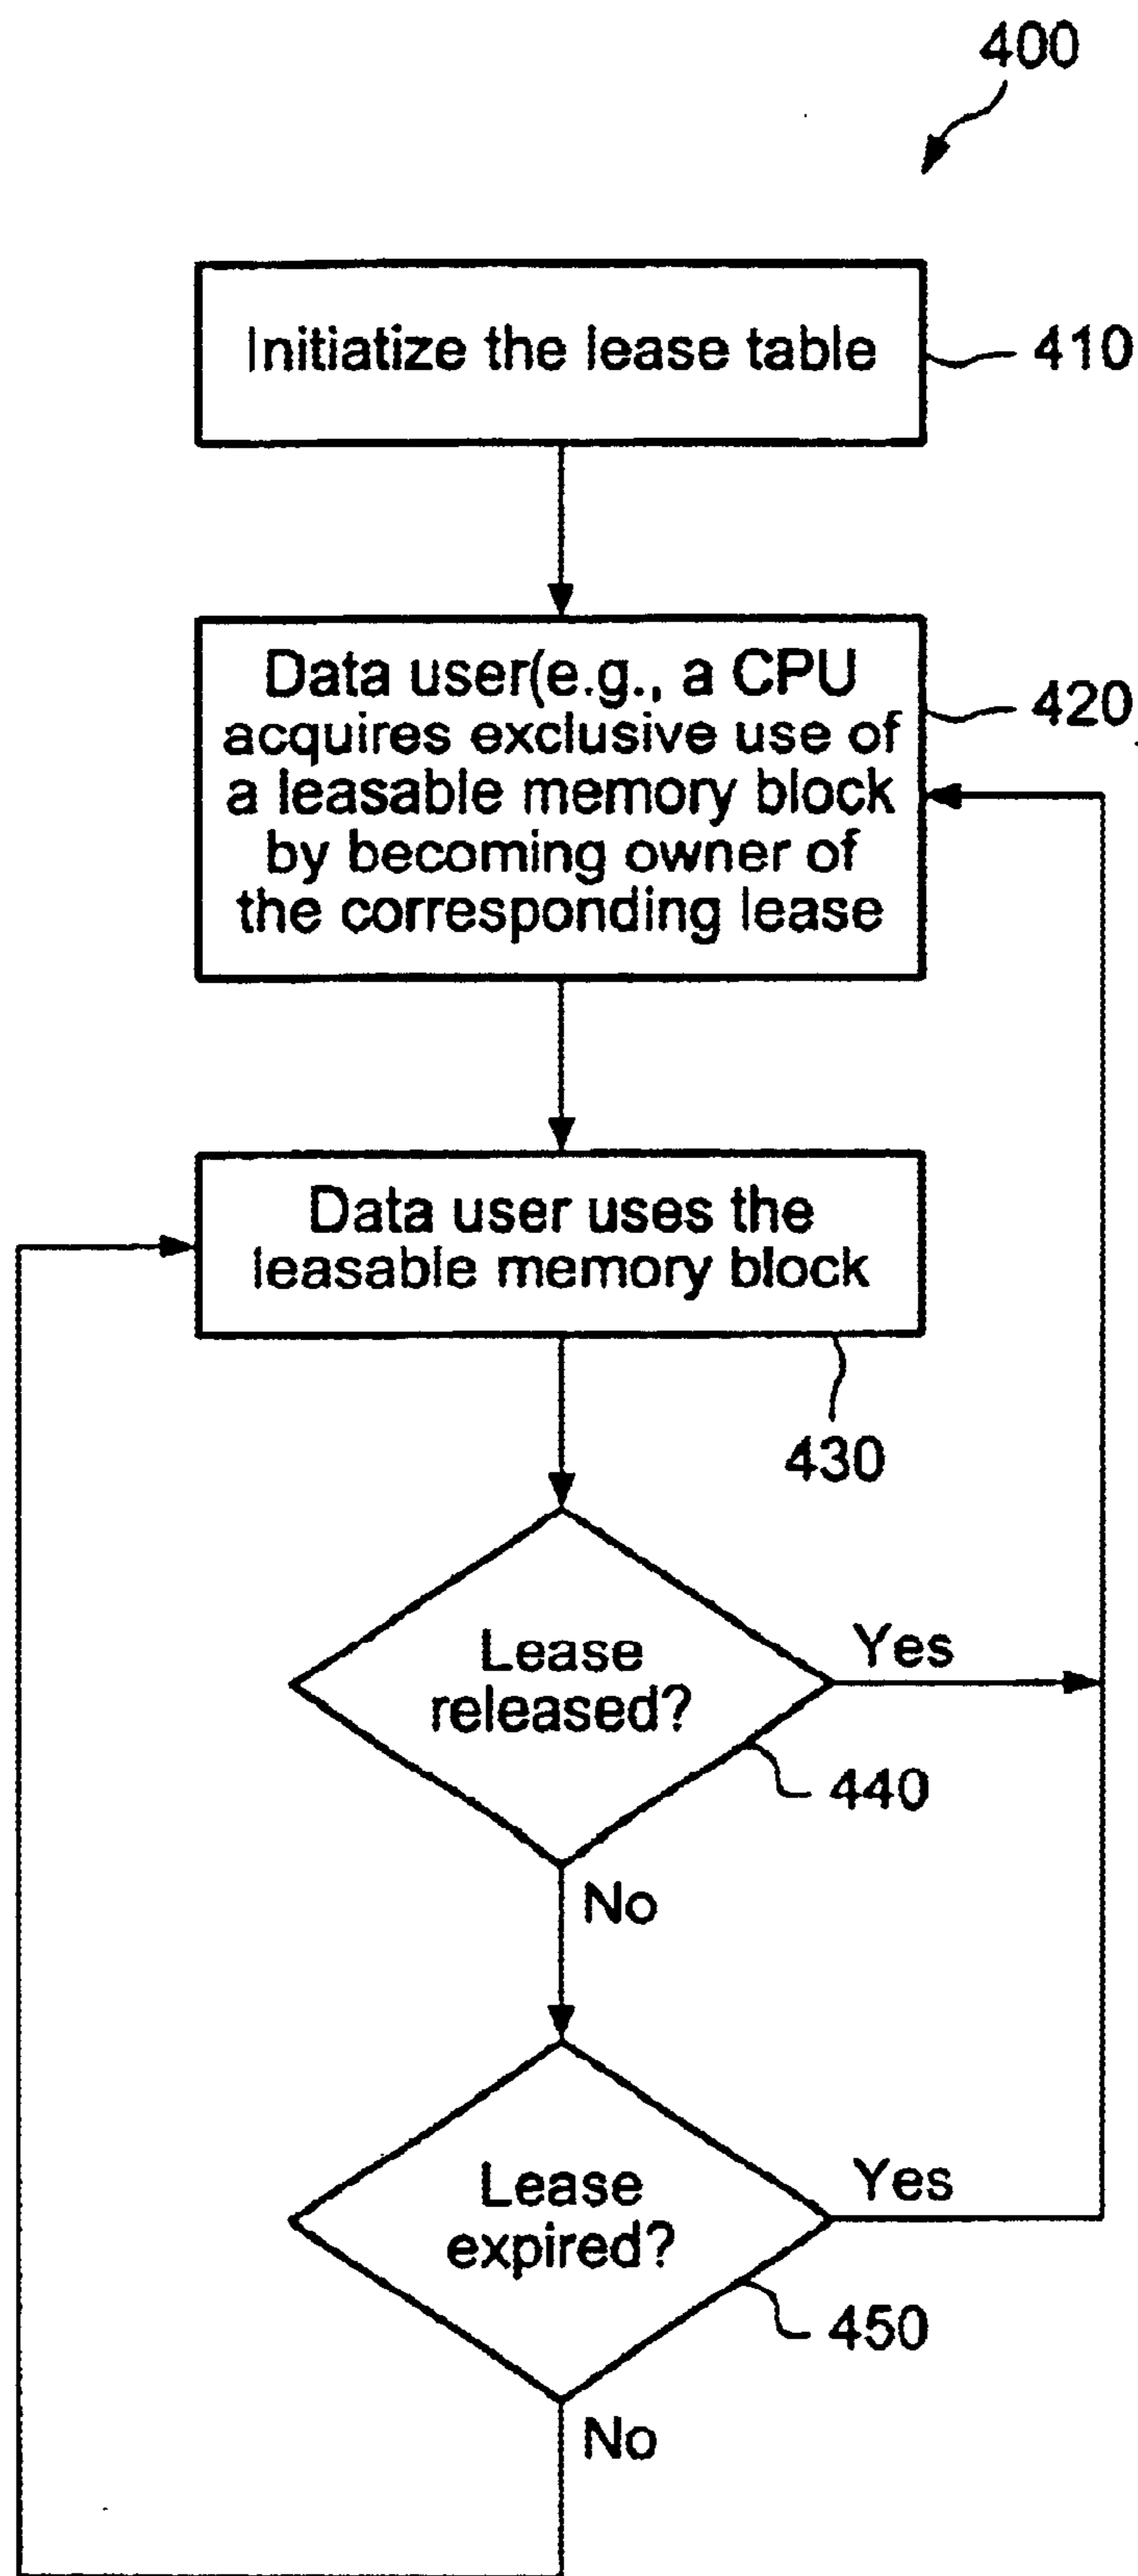 400
Initiatize the lease table
410
Data user(e.g., a CPU
acquires exclusive use of
a leasable memory block
by becoming owner of
the corresponding lease
420
Data user uses the
leasable memory block
430
Lease
released?
Yes
440
No
Lease
expired?
Yes
450
No